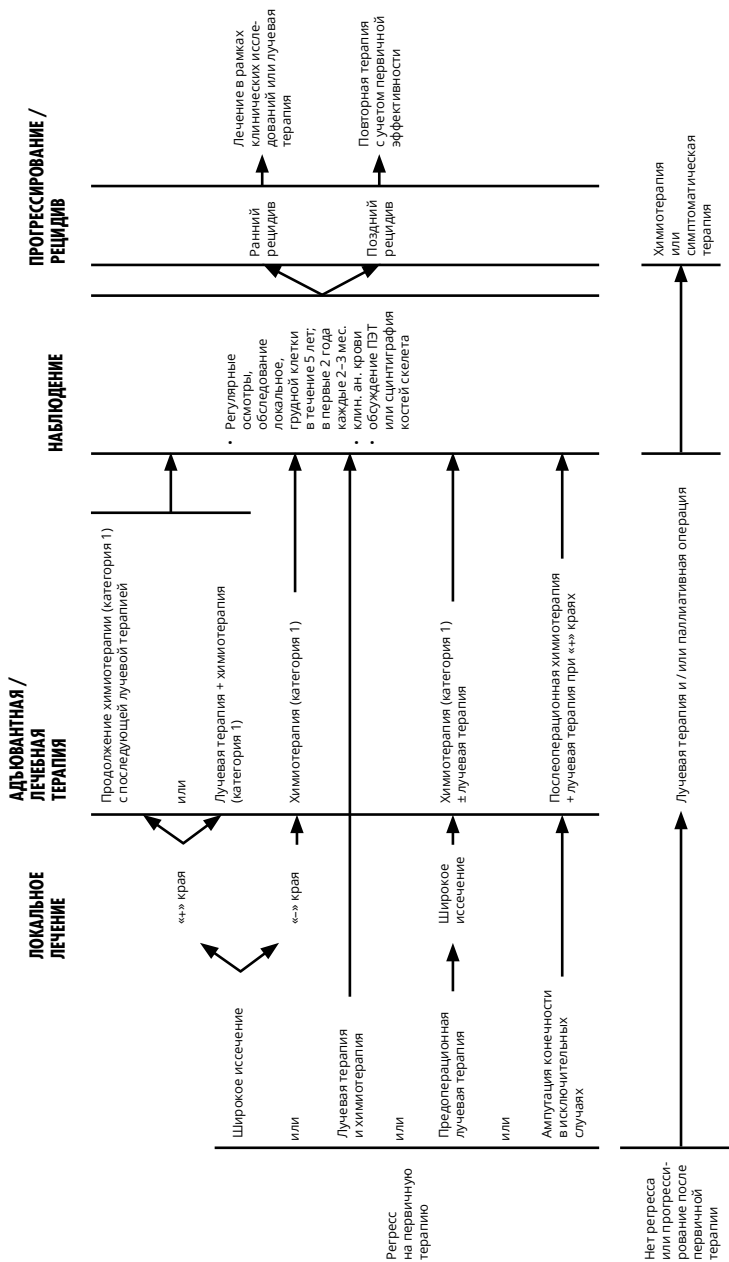 ЛОКАЛЬНОЕ
ЛЕЧЕНИЕ
АДЪЮВАНТНАЯ /
ЛЕЧЕБНАЯ
ТЕРАПИЯ
НАБЛЮДЕНИЕ
ПРОГРЕССИРОВАНИЕ /
РЕЦИДИВ
Регресс
на первичную
терапию
Широкое иссечение
или
Лучевая терапия
и химиотерапия
или
Предоперационная
лучевая терапия
или
Ампутация конечности
в исключительных
случаях
«+» края
«–» края
Широкое
иссечение
Продолжение химиотерапии (категория 1)
с последующей лучевой терапией
или
Лучевая терапия + химиотерапия
(категория 1)
Химиотерапия (категория 1)
Химиотерапия (категория 1)
± лучевая терапия
Послеоперационная химиотерапия
+ лучевая терапия при «+» краях
• Регулярные
осмотры,
обследование
локальное,
грудной клетки
в течение 5 лет;
в первые 2 года
каждые 2–3 мес.
• клин. ан. крови
• обсуждение ПЭТ
или сцинтиграфия
костей скелета
Ранний
рецидив
Поздний
рецидив
Лечение в рамках
клинических иссле-
дований или лучевая
терапия
Повторная терапия
с учетом первичной
эффективности
Нет регресса
или прогресси-
рование после
первичной
терапии
Лучевая терапия и / или паллиативная операция
Химиотерапия
или
симптоматическая
терапия